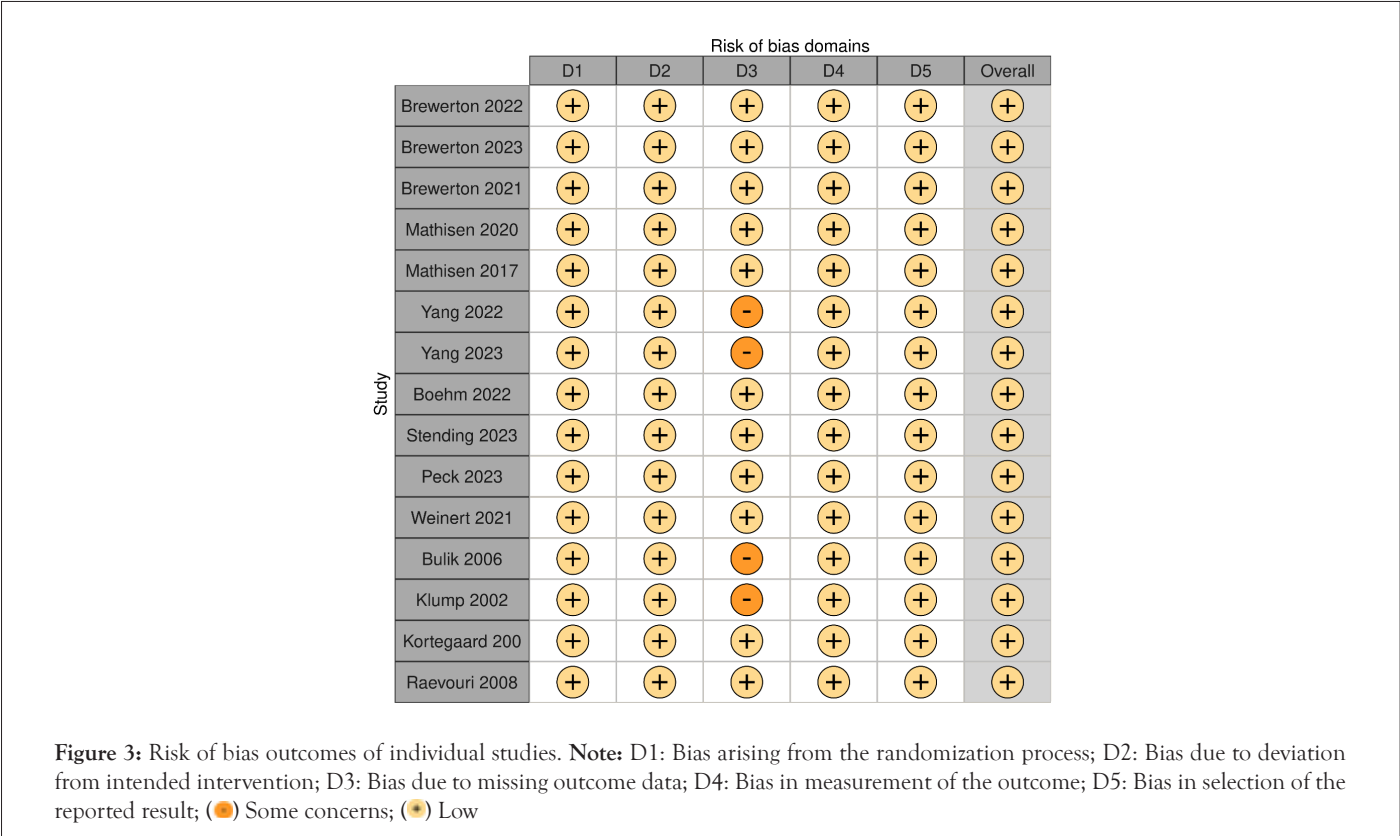 Risk of bias domains
D1 D2 D3 D4 D5 Overall
Study
Brewerton 2022 + + + + + +
Brewerton 2023 + + + + + +
Brewerton 2021 + + + + + +
Mathisen 2020 + + + + + +
Mathisen 2017 + + + + + +
Yang 2022 + + - + + +
Yang 2023 + + - + + +
Boehm 2022 + + + + + +
Stending 2023 + + + + + +
Peck 2023 + + + + + +
Weinert 2021 + + + + + +
Bulik 2006 + + - + + +
Klump 2002 + + - + + +
Kortegaard 200 + + + + + +
Raevouri 2008 + + + + + +
Figure 3: Risk of bias outcomes of individual studies. Note: D1: Bias arising from the randomization process; D2: Bias due to deviation
from intended intervention; D3: Bias due to missing outcome data; D4: Bias in measurement of the outcome; D5: Bias in selection of the
reported result; () Some concerns; () Low